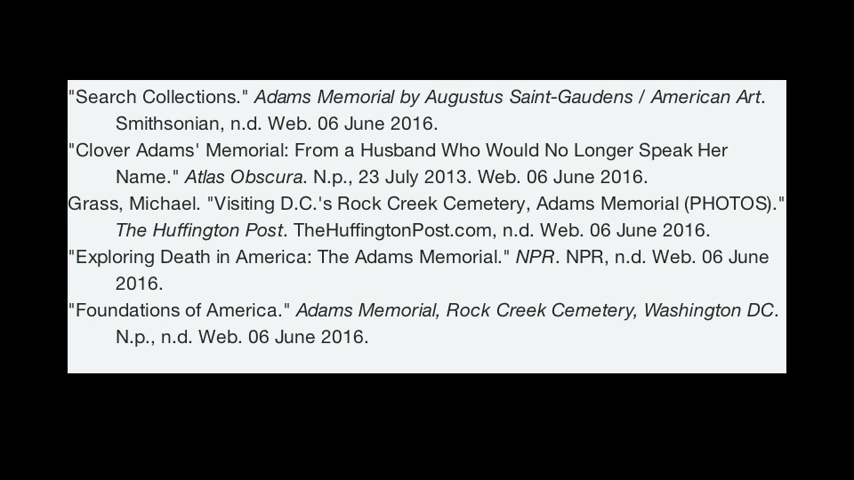 "Search Collections." Adams Memorial by Augustus Saint-Gaudens / American Art.
Smithsonian, n.d. Web. 06 June 2016.
"Clover Adams' Memorial: From a Husband Who Would No Longer Speak Her
Name." Atlas Obscura. N.p., 23 July 2013. Web. 06 June 2016.
Grass, Michael. "Visiting D.C.'s Rock Creek Cemetery, Adams Memorial (PHOTOS)."
The Huffington Post. TheHuffingtonPost.com, n.d. Web. 06 June 2016.
"Exploring Death in America: The Adams Memorial." NPR. NPR, n.d. Web. 06 June
2016.
"Foundations of America." Adams Memorial, Rock Creek Cemetery, Washington DC.
N.p., n.d. Web. 06 June 2016.